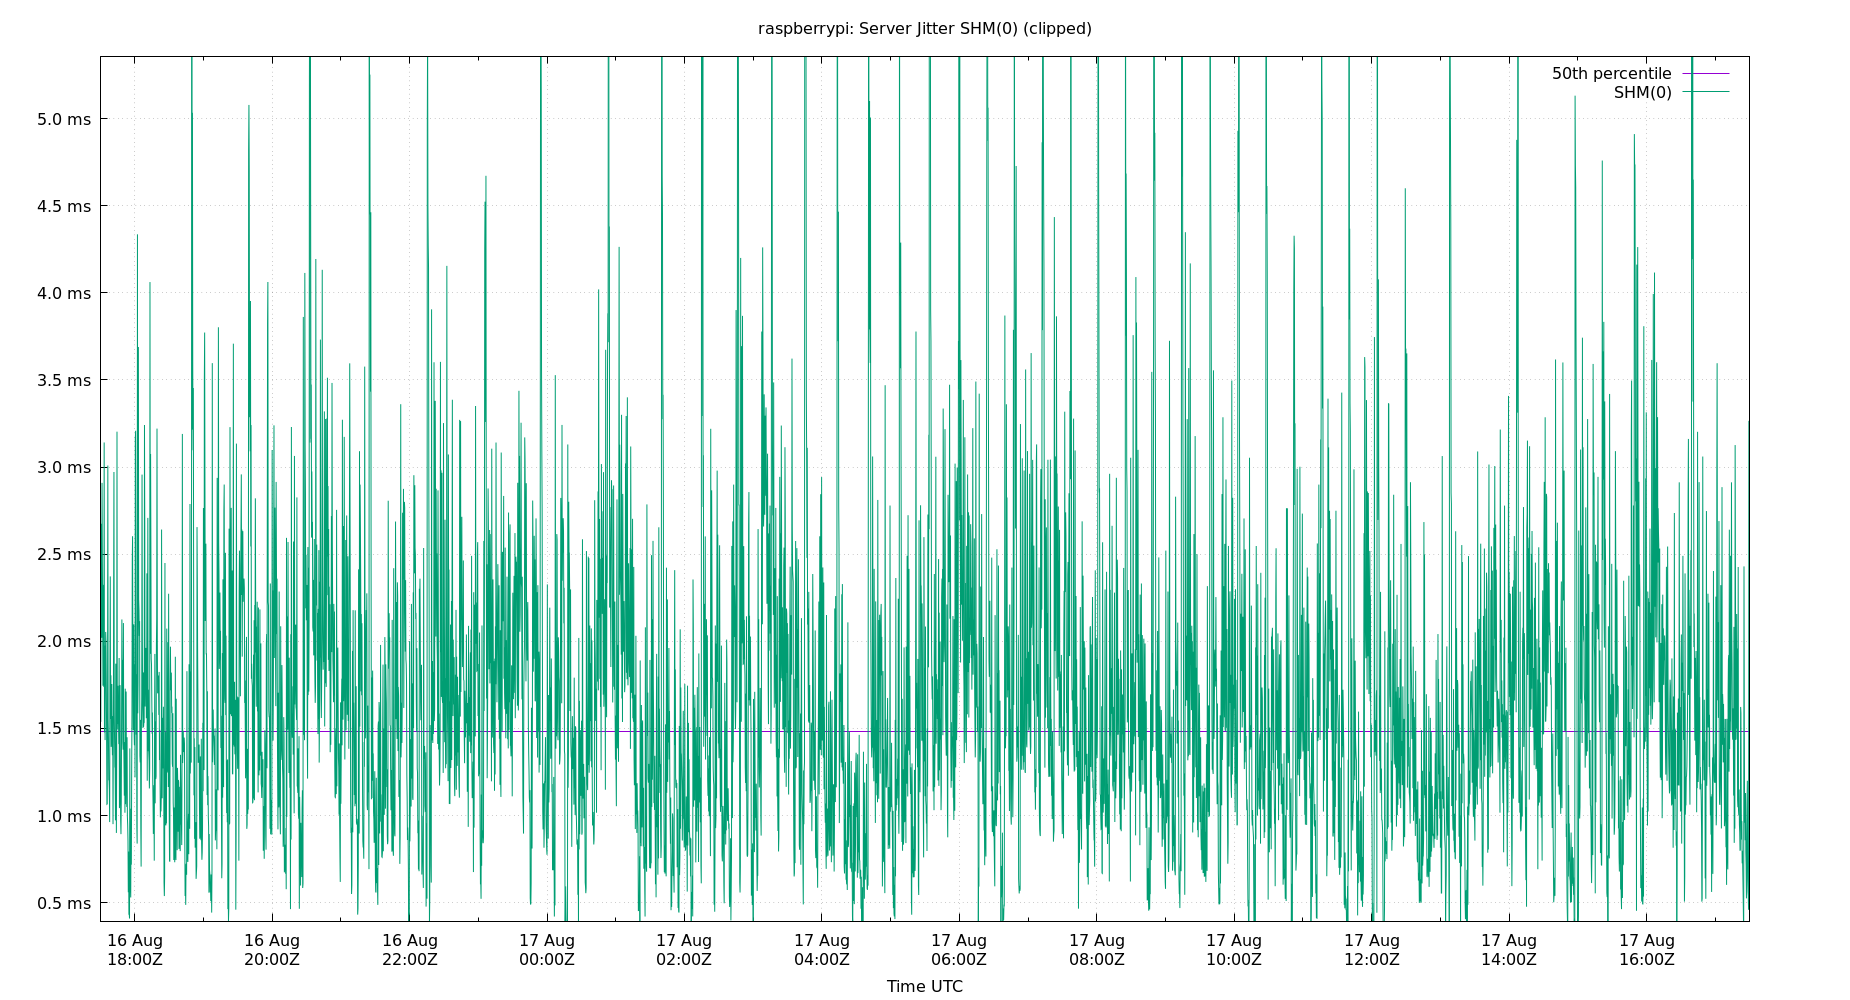 raspberrypi: Server Jitter SHM(0) (clipped)
50th percentile
SHM(0)
5.0 ms
4.5 ms
4.0 ms
3.5 ms
3.0 ms
2.5 ms
2.0 ms
1.5 ms
1.0 ms
0.5 ms
16 Aug 16 Aug 16 Aug 17 Aug 17 Aug 17 Aug 17 Aug 17 Aug 17 Aug 17 Aug 17 Aug 17 Aug
18:00Z 20:00Z 22:00Z 00:00Z 02:00Z 04:00Z 06:00Z 08:00Z 10:00Z 12:00Z 14:00Z 16:00Z
Time UTC